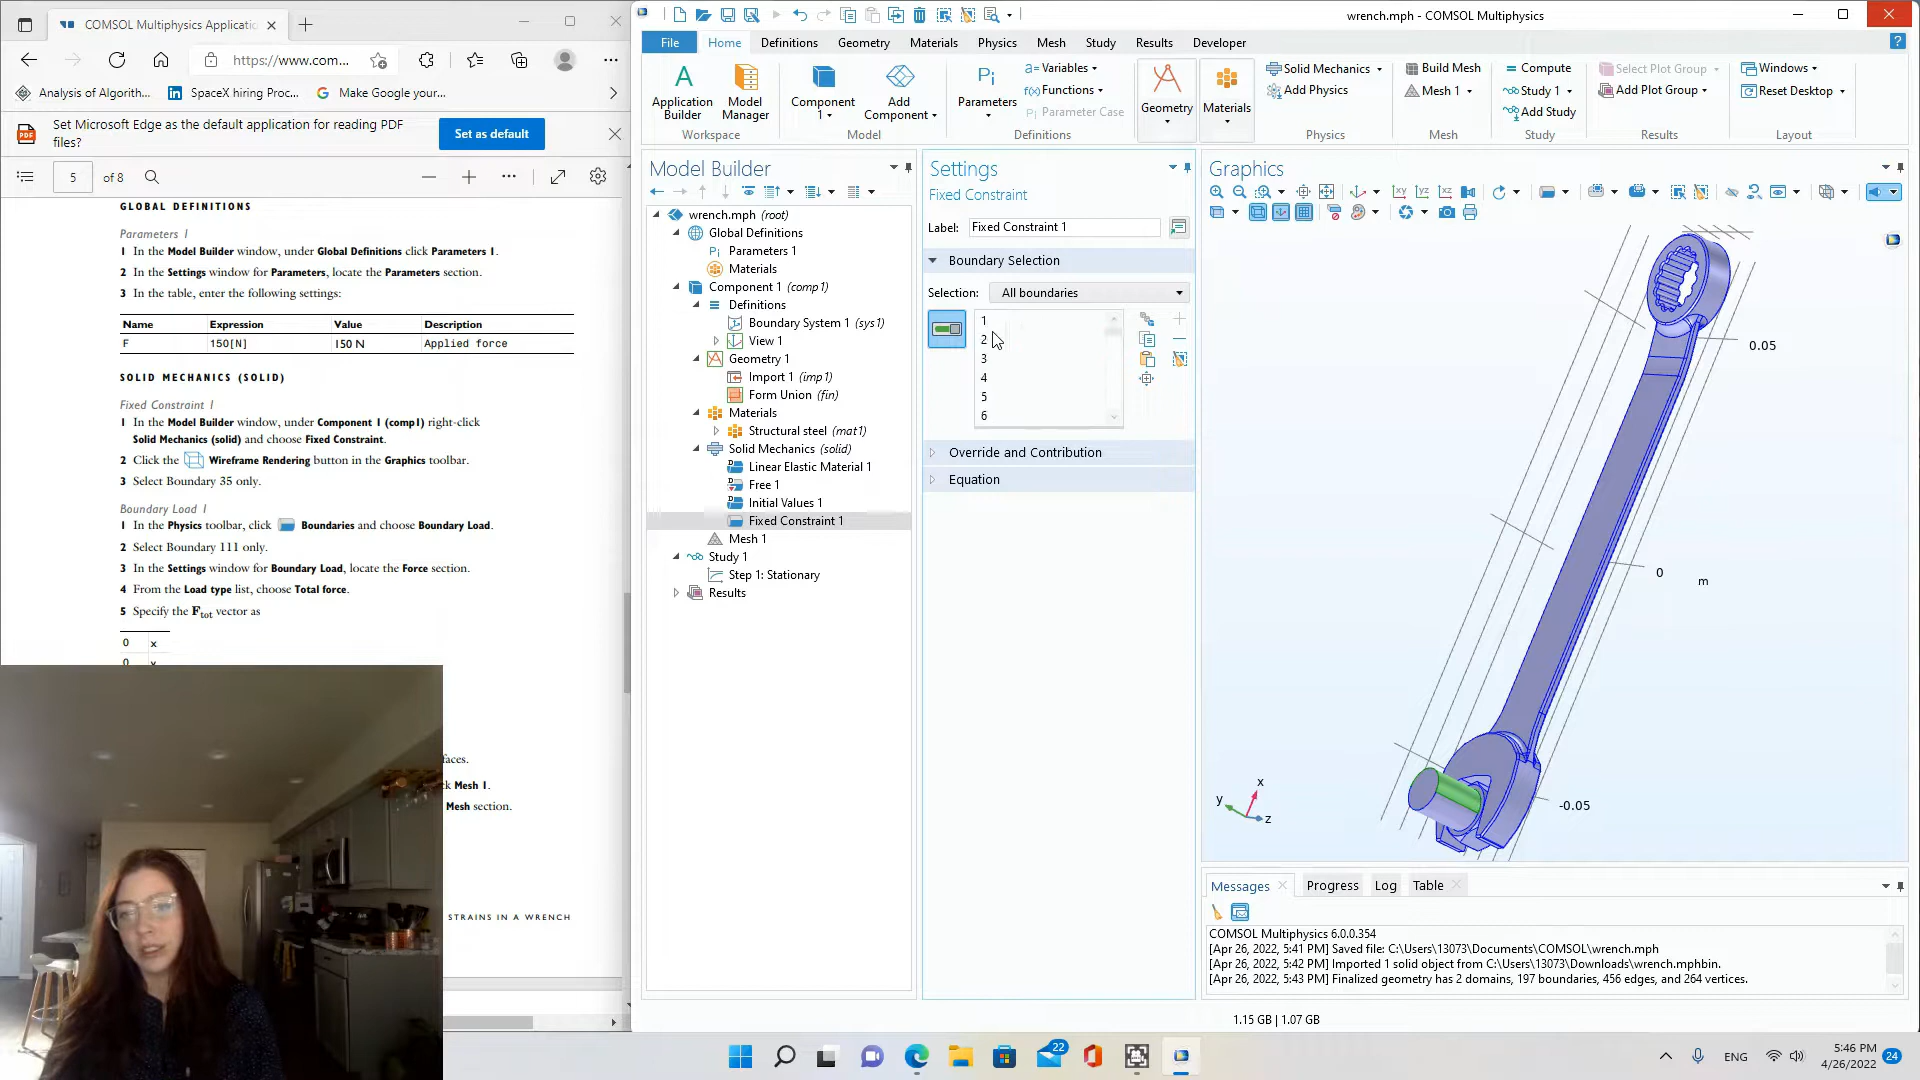 COMSOL Multiphysics Applicatio
https://www.com...
Analysis of Algorith...
SpaceX hiring Proc...
Make Google your...
Set Microsoft Edge as the default application for reading PDF
files?
Set as default
5 of 8
GLOBAL DEFINITIONS
Parameters 1
1 In the Model Builder window, under Global Definitions click Parameters 1.
2 In the Settings window for Parameters, locate the Parameters section.
3 In the table, enter the following settings:
Name Expression Value Description
F 150[N] 150 N Applied force
SOLID MECHANICS (SOLID)
Fixed Constraint 1
1 In the Model Builder window, under Component 1 (comp1) right-click
Solid Mechanics (solid) and choose Fixed Constraint.
2 Click the Wireframe Rendering button in the Graphics toolbar.
3 Select Boundary 35 only.
Boundary Load 1
1 In the Physics toolbar, click Boundaries and choose Boundary Load.
2 Select Boundary 111 only.
3 In the Settings window for Boundary Load, locate the Force section.
4 From the Load type list, choose Total force.
5 Specify the Ftot vector as
0 x
0
k Mesh 1.
Mesh section.
STRAINS IN A WRENCH
wrench.mph - COMSOL Multiphysics
File Home Definitions Geometry Materials Physics Mesh Study Results Developer
Application
Builder
Model
Manager
Workspace
Component
1
Add
Component
Model
Pi
Parameters
a= Variables
f(x) Functions
Pi Parameter Case
Definitions
Geometry
Materials
Solid Mechanics
Add Physics
Physics
Build Mesh
Mesh 1
Mesh
= Compute
Study 1
Add Study
Study
Select Plot Group
Add Plot Group
Results
Windows
Reset Desktop
Layout
Model Builder
wrench.mph (root)
Global Definitions
Pi Parameters 1
Materials
Component 1 (comp1)
Definitions
Boundary System 1 (sys1)
View 1
Geometry 1
Import 1 (imp1)
Form Union (fin)
Materials
Structural steel (mat1)
Solid Mechanics (solid)
Linear Elastic Material 1
Free 1
Initial Values 1
Fixed Constraint 1
Mesh 1
Study 1
Step 1: Stationary
Results
Settings
Fixed Constraint
Label: Fixed Constraint 1
Boundary Selection
Selection: All boundaries
1
2
3
4
5
6
Override and Contribution
Equation
Graphics
xy yz xz
0.05
0
m
-0.05
x
y
z
Messages Progress Log Table
COMSOL Multiphysics 6.0.0.354
[Apr 26, 2022, 5:41 PM] Saved file: C:\Users\13073\Documents\COMSOL\wrench.mph
[Apr 26, 2022, 5:42 PM] Imported 1 solid object from C:\Users\13073\Downloads\wrench.mphbin.
[Apr 26, 2022, 5:43 PM] Finalized geometry has 2 domains, 197 boundaries, 456 edges, and 264 vertices.
1.15 GB | 1.07 GB
22
ENG
5:46 PM
4/26/2022
24